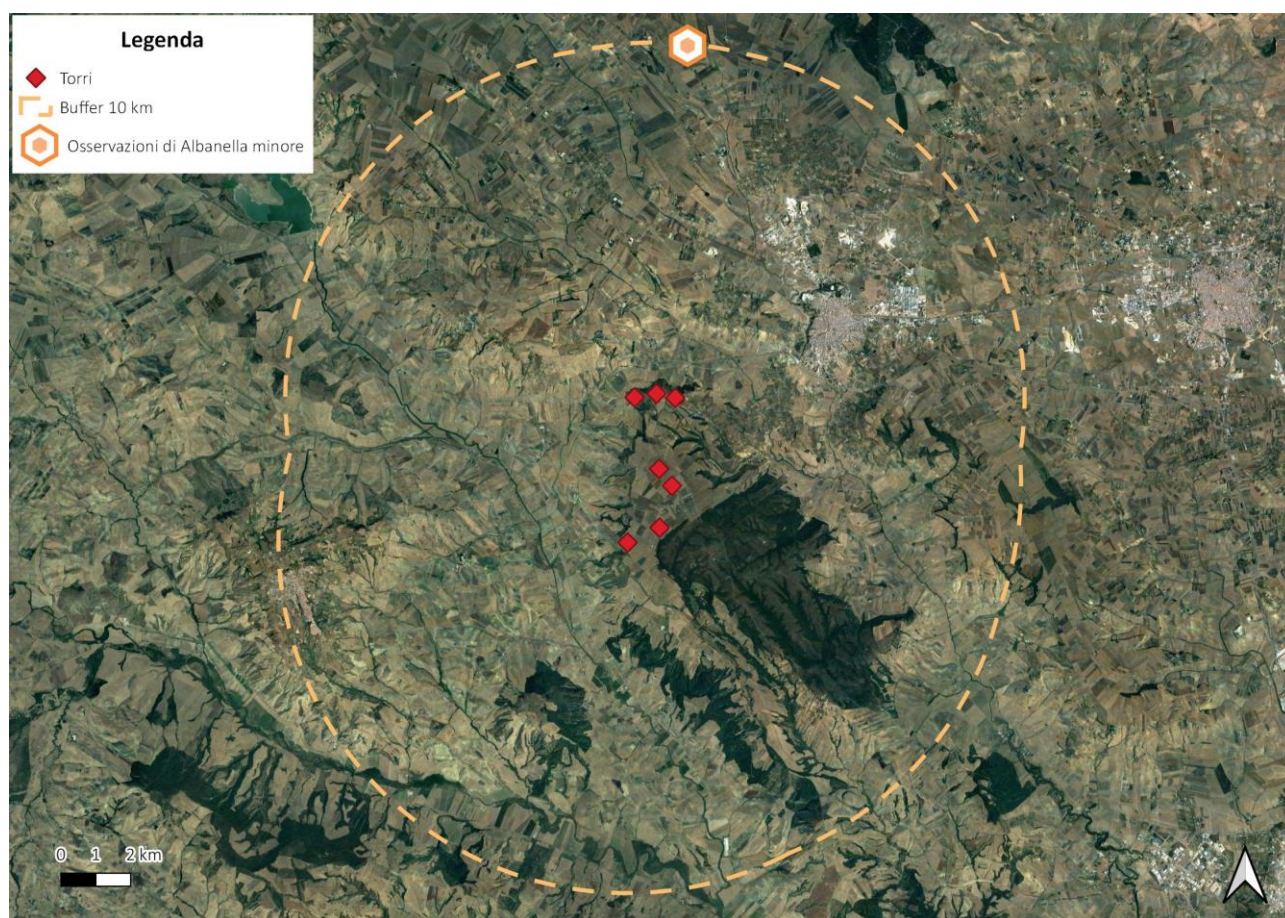 Legenda
Torri
Buffer 10 km
Osservazioni di Albanella minore
0 1 2 km